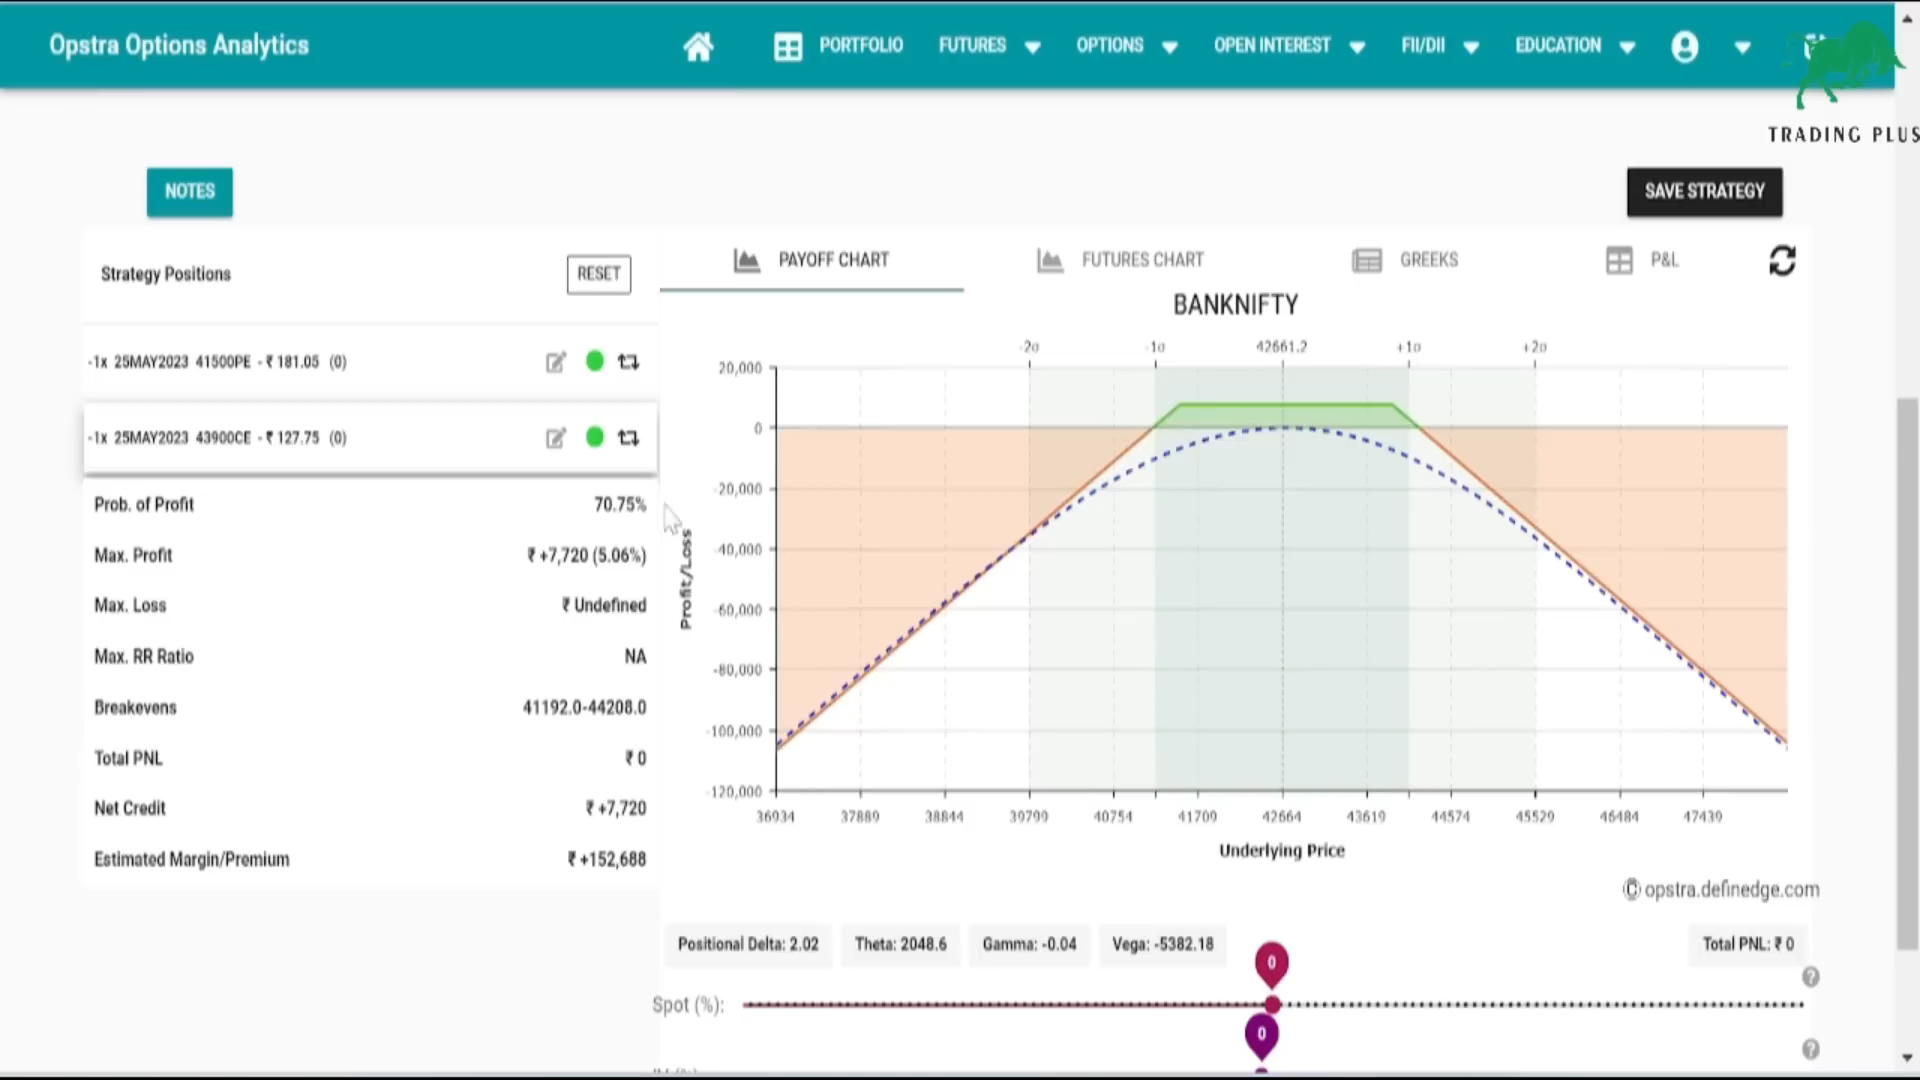 Opstra Options Analytics
PORTFOLIO
FUTURES
OPTIONS
OPEN INTEREST
FII/DII
EDUCATION
TRADING PLUS
NOTES
SAVE STRATEGY
Strategy Positions
RESET
-1x 25MAY2023 41500PE - ₹ 181.05 (0)
-1x 25MAY2023 43900CE - ₹ 127.75 (0)
Prob. of Profit 70.75%
Max. Profit ₹ +7,720 (5.06%)
Max. Loss ₹ Undefined
Max. RR Ratio NA
Breakevens 41192.0-44208.0
Total PNL ₹ 0
Net Credit ₹ +7,720
Estimated Margin/Premium ₹ +152,688
PAYOFF CHART
FUTURES CHART
GREEKS
P&L
BANKNIFTY
-2σ -1σ 42661.2 +1σ +2σ
20,000
0
-20,000
-40,000
-60,000
-80,000
-100,000
-120,000
Profit/Loss
36934 37889 38844 39799 40754 41709 42664 43619 44574 45529 46484 47439
Underlying Price
© opstra.definedge.com
Positional Delta: 2.02
Theta: 2048.6
Gamma: -0.04
Vega: -5382.18
Total PNL: ₹ 0
0
?
Spot (%):
0
?